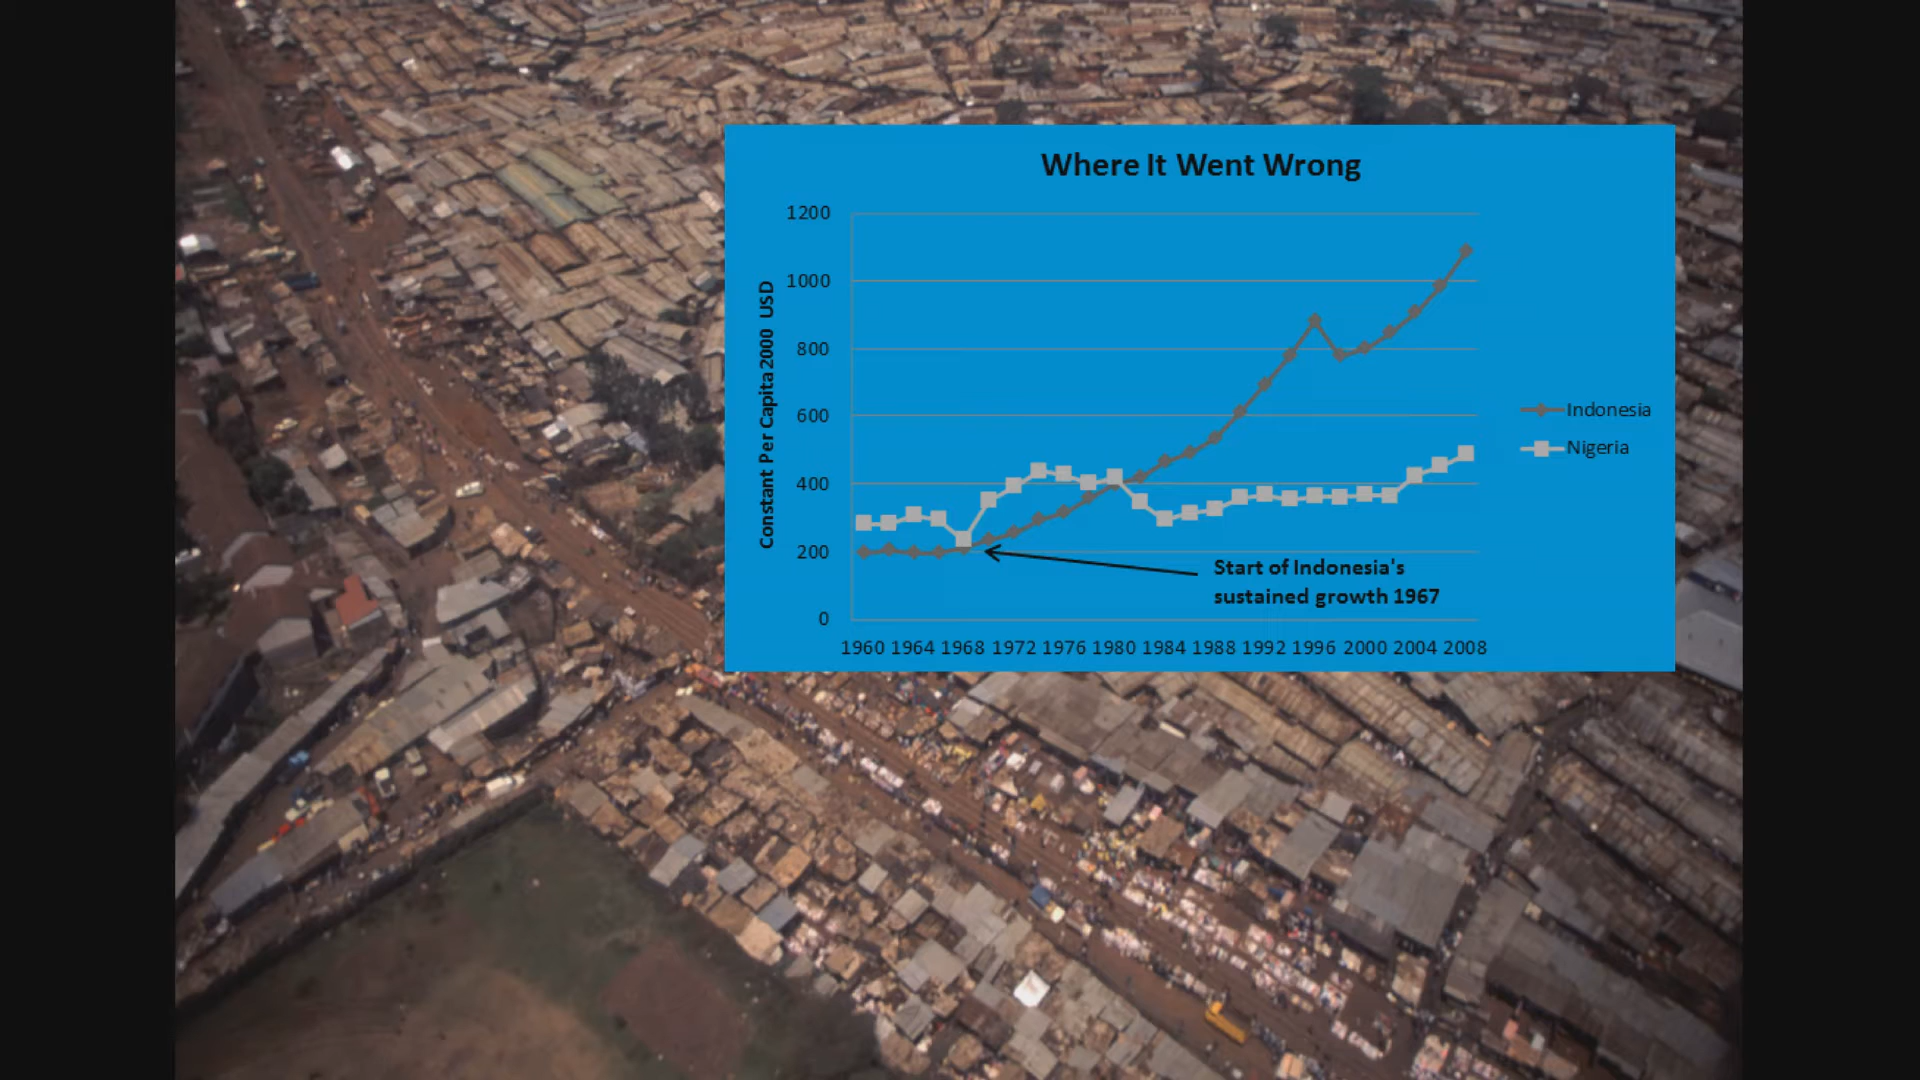 Where It Went Wrong
1200
1000
800
600
400
200
0
Constant Per Capita 2000 USD
Indonesia
Nigeria
Start of Indonesia's
sustained growth 1967
1960 1964 1968 1972 1976 1980 1984 1988 1992 1996 2000 2004 2008